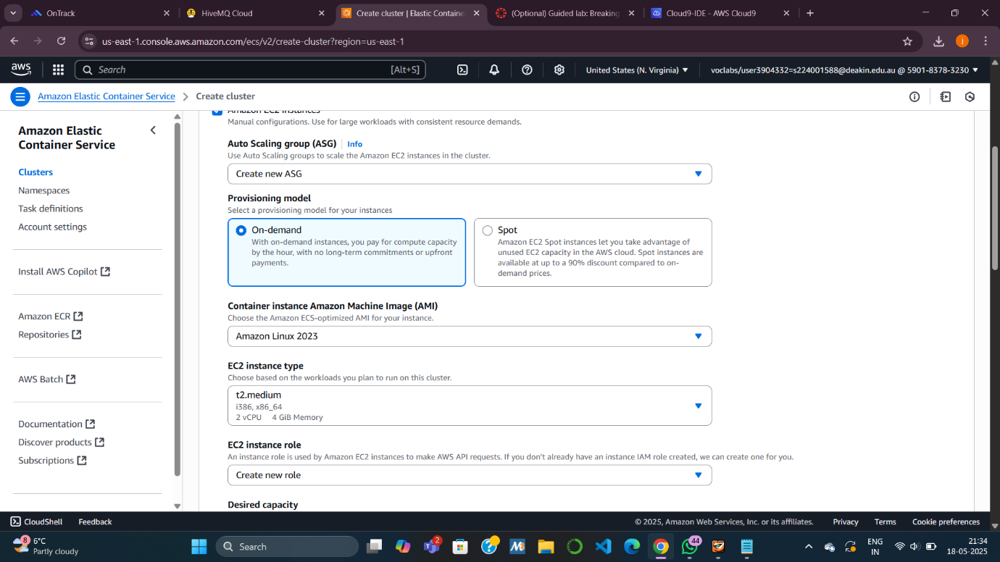 OnTrack
HiveMQ Cloud
Create cluster | Elastic Containe
(Optional) Guided lab: Breaking
Cloud9-IDE - AWS Cloud9
us-east-1.console.aws.amazon.com/ecs/v2/create-cluster?region=us-east-1
j
aws
Search
[Alt+S]
United States (N. Virginia)
voclabs/user3904332=s224001588@deakin.edu.au @ 5901-8378-3230
Amazon Elastic Container Service
Create cluster
Amazon Elastic
Container Service
Clusters
Namespaces
Task definitions
Account settings
Install AWS Copilot
Amazon ECR
Repositories
AWS Batch
Documentation
Discover products
Subscriptions
Amazon EC2 instances
Manual configurations. Use for large workloads with consistent resource demands.
Auto Scaling group (ASG)
Info
Use Auto Scaling groups to scale the Amazon EC2 instances in the cluster.
Create new ASG
Provisioning model
Select a provisioning model for your instances
On-demand
With on-demand instances, you pay for compute capacity
by the hour, with no long-term commitments or upfront
payments.
Spot
Amazon EC2 Spot instances let you take advantage of
unused EC2 capacity in the AWS cloud. Spot instances are
available at up to a 90% discount compared to on-
demand prices.
Container instance Amazon Machine Image (AMI)
Choose the Amazon ECS-optimized AMI for your instance.
Amazon Linux 2023
EC2 instance type
Choose based on the workloads you plan to run on this cluster.
t2.medium
i386, x86_64
2 vCPU 4 GiB Memory
EC2 instance role
An instance role is used by Amazon EC2 instances to make AWS API requests. If you don't already have an instance IAM role created, we can create one for you.
Create new role
Desired capacity
CloudShell
Feedback
© 2025, Amazon Web Services, Inc. or its affiliates.
Privacy
Terms
Cookie preferences
8
6°C
Partly cloudy
Search
2
44
ENG
IN
21:34
18-05-2025